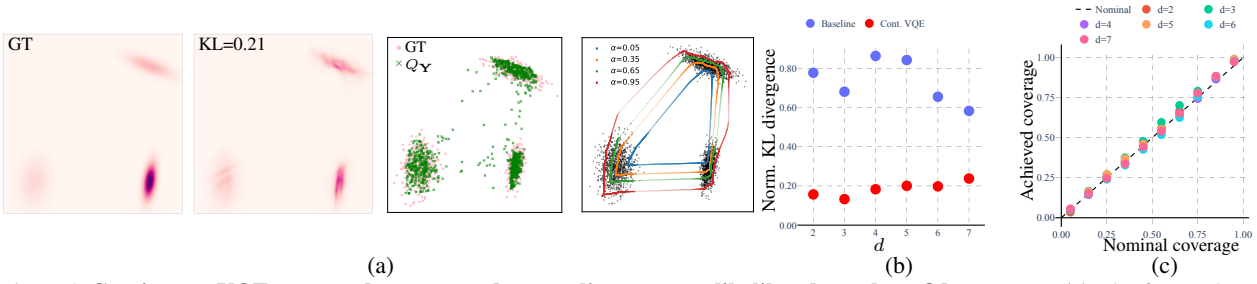 GT
KL=0.21
GT
× Q_Y
α=0.05
α=0.35
α=0.65
α=0.95
(a)
Baseline
Cont. VQE
Norm. KL divergence
0.80
0.60
0.40
0.20
0.00
2 3 4 5 6 7
d
(b)
Nominal
d=2
d=3
d=4
d=5
d=6
d=7
Achieved coverage
1.00
0.75
0.50
0.25
0.00
0.00 0.25 0.50 0.75 1.00
Nominal coverage
(c)